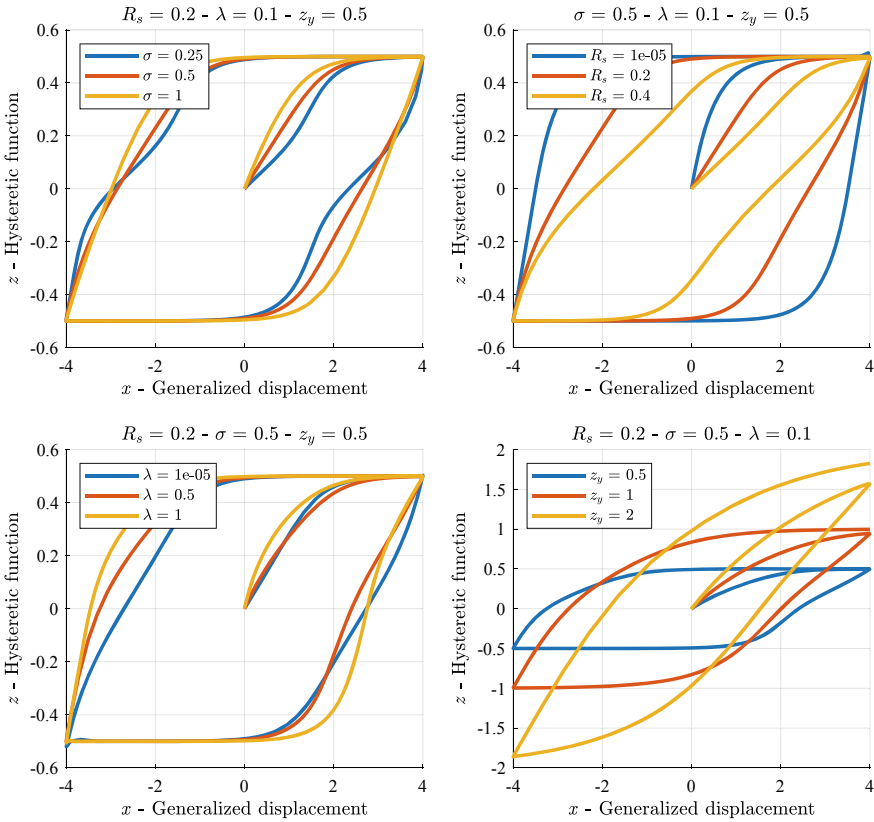 R_s = 0.2 - λ = 0.1 - z_y = 0.5
0.6
0.4
0.2
0
-0.2
-0.4
-0.6
z - Hysteretic function
σ = 0.25
σ = 0.5
σ = 1
-4
-2
0
2
4
x - Generalized displacement
σ = 0.5 - λ = 0.1 - z_y = 0.5
0.6
0.4
0.2
0
-0.2
-0.4
-0.6
z - Hysteretic function
R_s = 1e-05
R_s = 0.2
R_s = 0.4
-4
-2
0
2
4
x - Generalized displacement
R_s = 0.2 - σ = 0.5 - z_y = 0.5
0.6
0.4
0.2
0
-0.2
-0.4
-0.6
z - Hysteretic function
λ = 1e-05
λ = 0.5
λ = 1
-4
-2
0
2
4
x - Generalized displacement
R_s = 0.2 - σ = 0.5 - λ = 0.1
2
1.5
1
0.5
0
-0.5
-1
-1.5
-2
z - Hysteretic function
z_y = 0.5
z_y = 1
z_y = 2
-4
-2
0
2
4
x - Generalized displacement